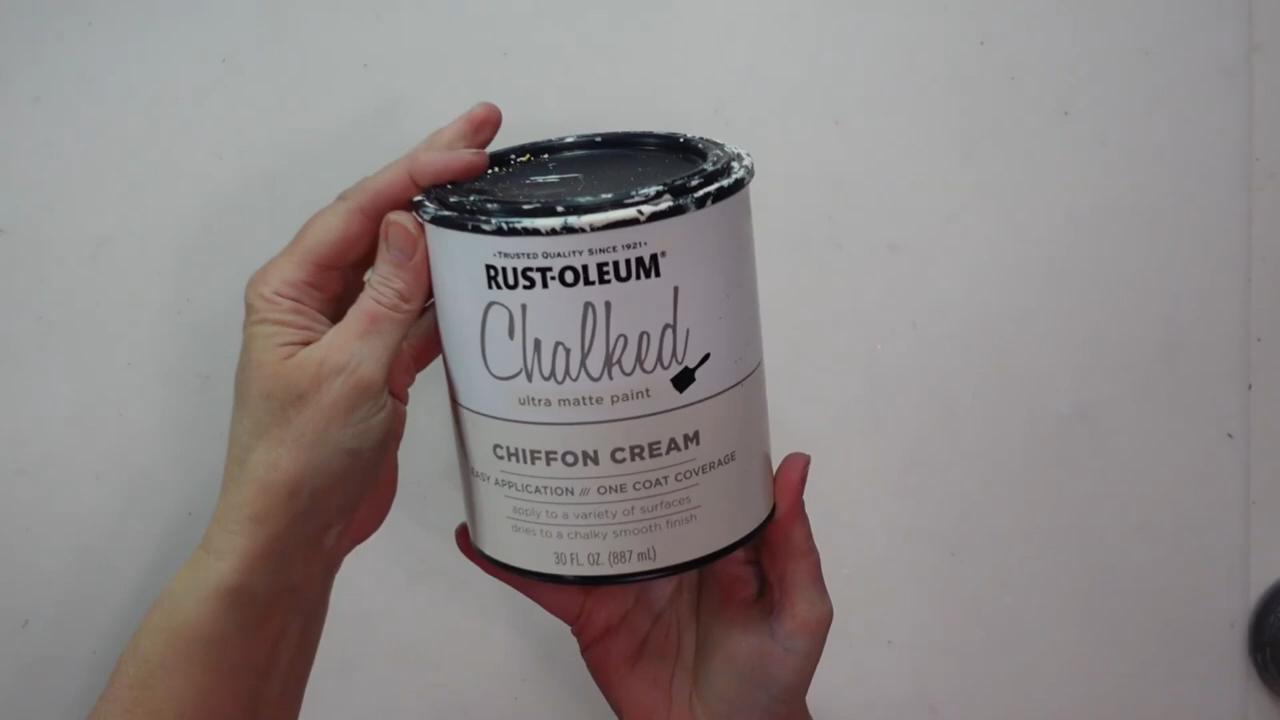 •TRUSTED QUALITY SINCE 1921•
RUST-OLEUM®
Chalked
ultra matte paint
CHIFFON CREAM
EASY APPLICATION /// ONE COAT COVERAGE
apply to a variety of surfaces
dries to a chalky smooth finish
30 FL. OZ. (887 mL)